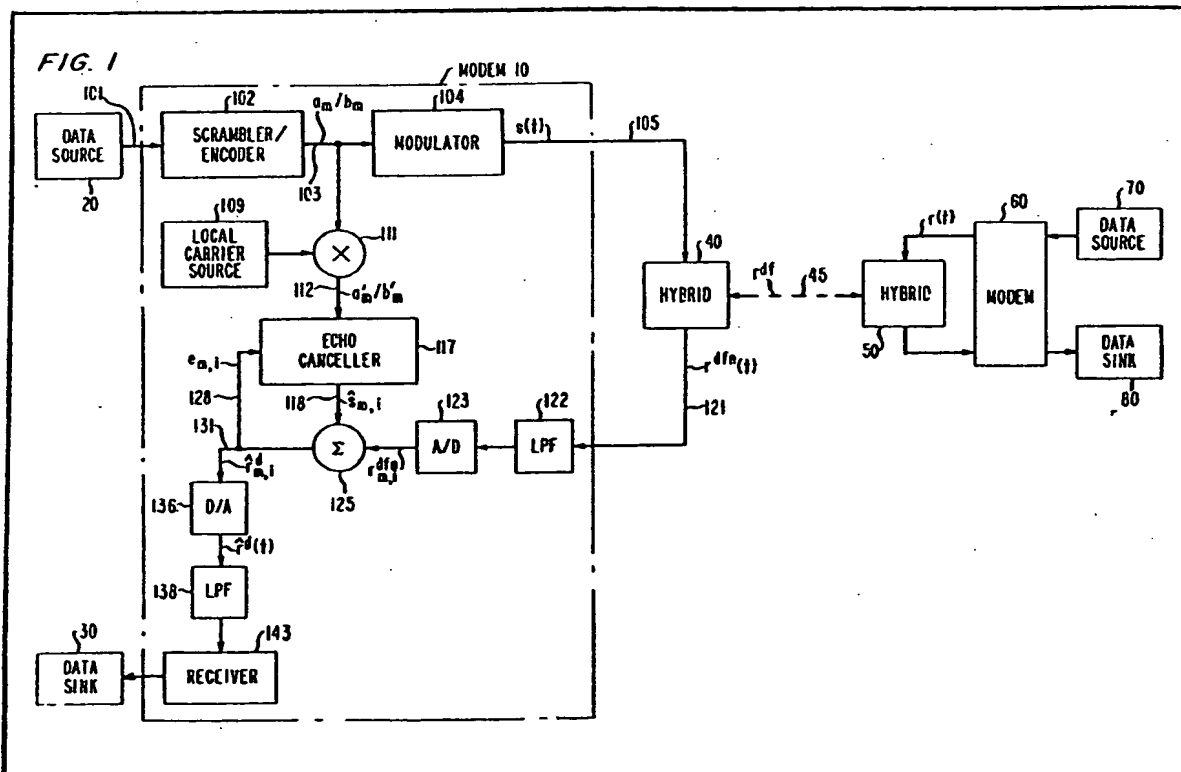 FIG. 1
MODEM 10
101
102
a_m/b_m
104
DATA SOURCE
20
SCRAMBLER/ENCODER
103
MODULATOR
s(t)
105
109
LOCAL CARRIER SOURCE
×
111
112
a'_m/b'_m
ECHO CANCELLER
117
e_m,i
128
118
ŝ_m,i
131
Σ
125
123
A/D
122
LPF
r^dfn(t)
121
r̂^d_m,i
136
D/A
r̂^d(t)
138
LPF
30
DATA SINK
143
RECEIVER
40
HYBRID
r^df
45
r(t)
HYBRID
50
60
MODEM
70
DATA SOURCE
DATA SINK
80